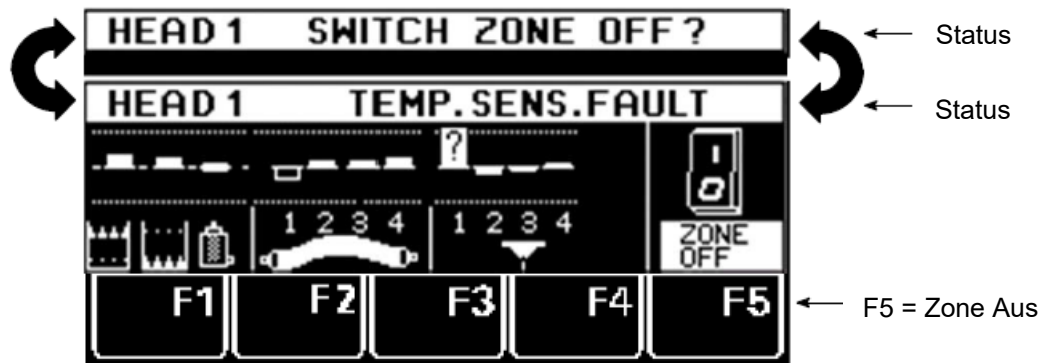 HEAD 1 SWITCH ZONE OFF?
Status
HEAD 1 TEMP.SENS.FAULT
Status
?
1 2 3 4
1 2 3 4
I
0
ZONE
OFF
F1 F2 F3 F4 F5
F5 = Zone Aus